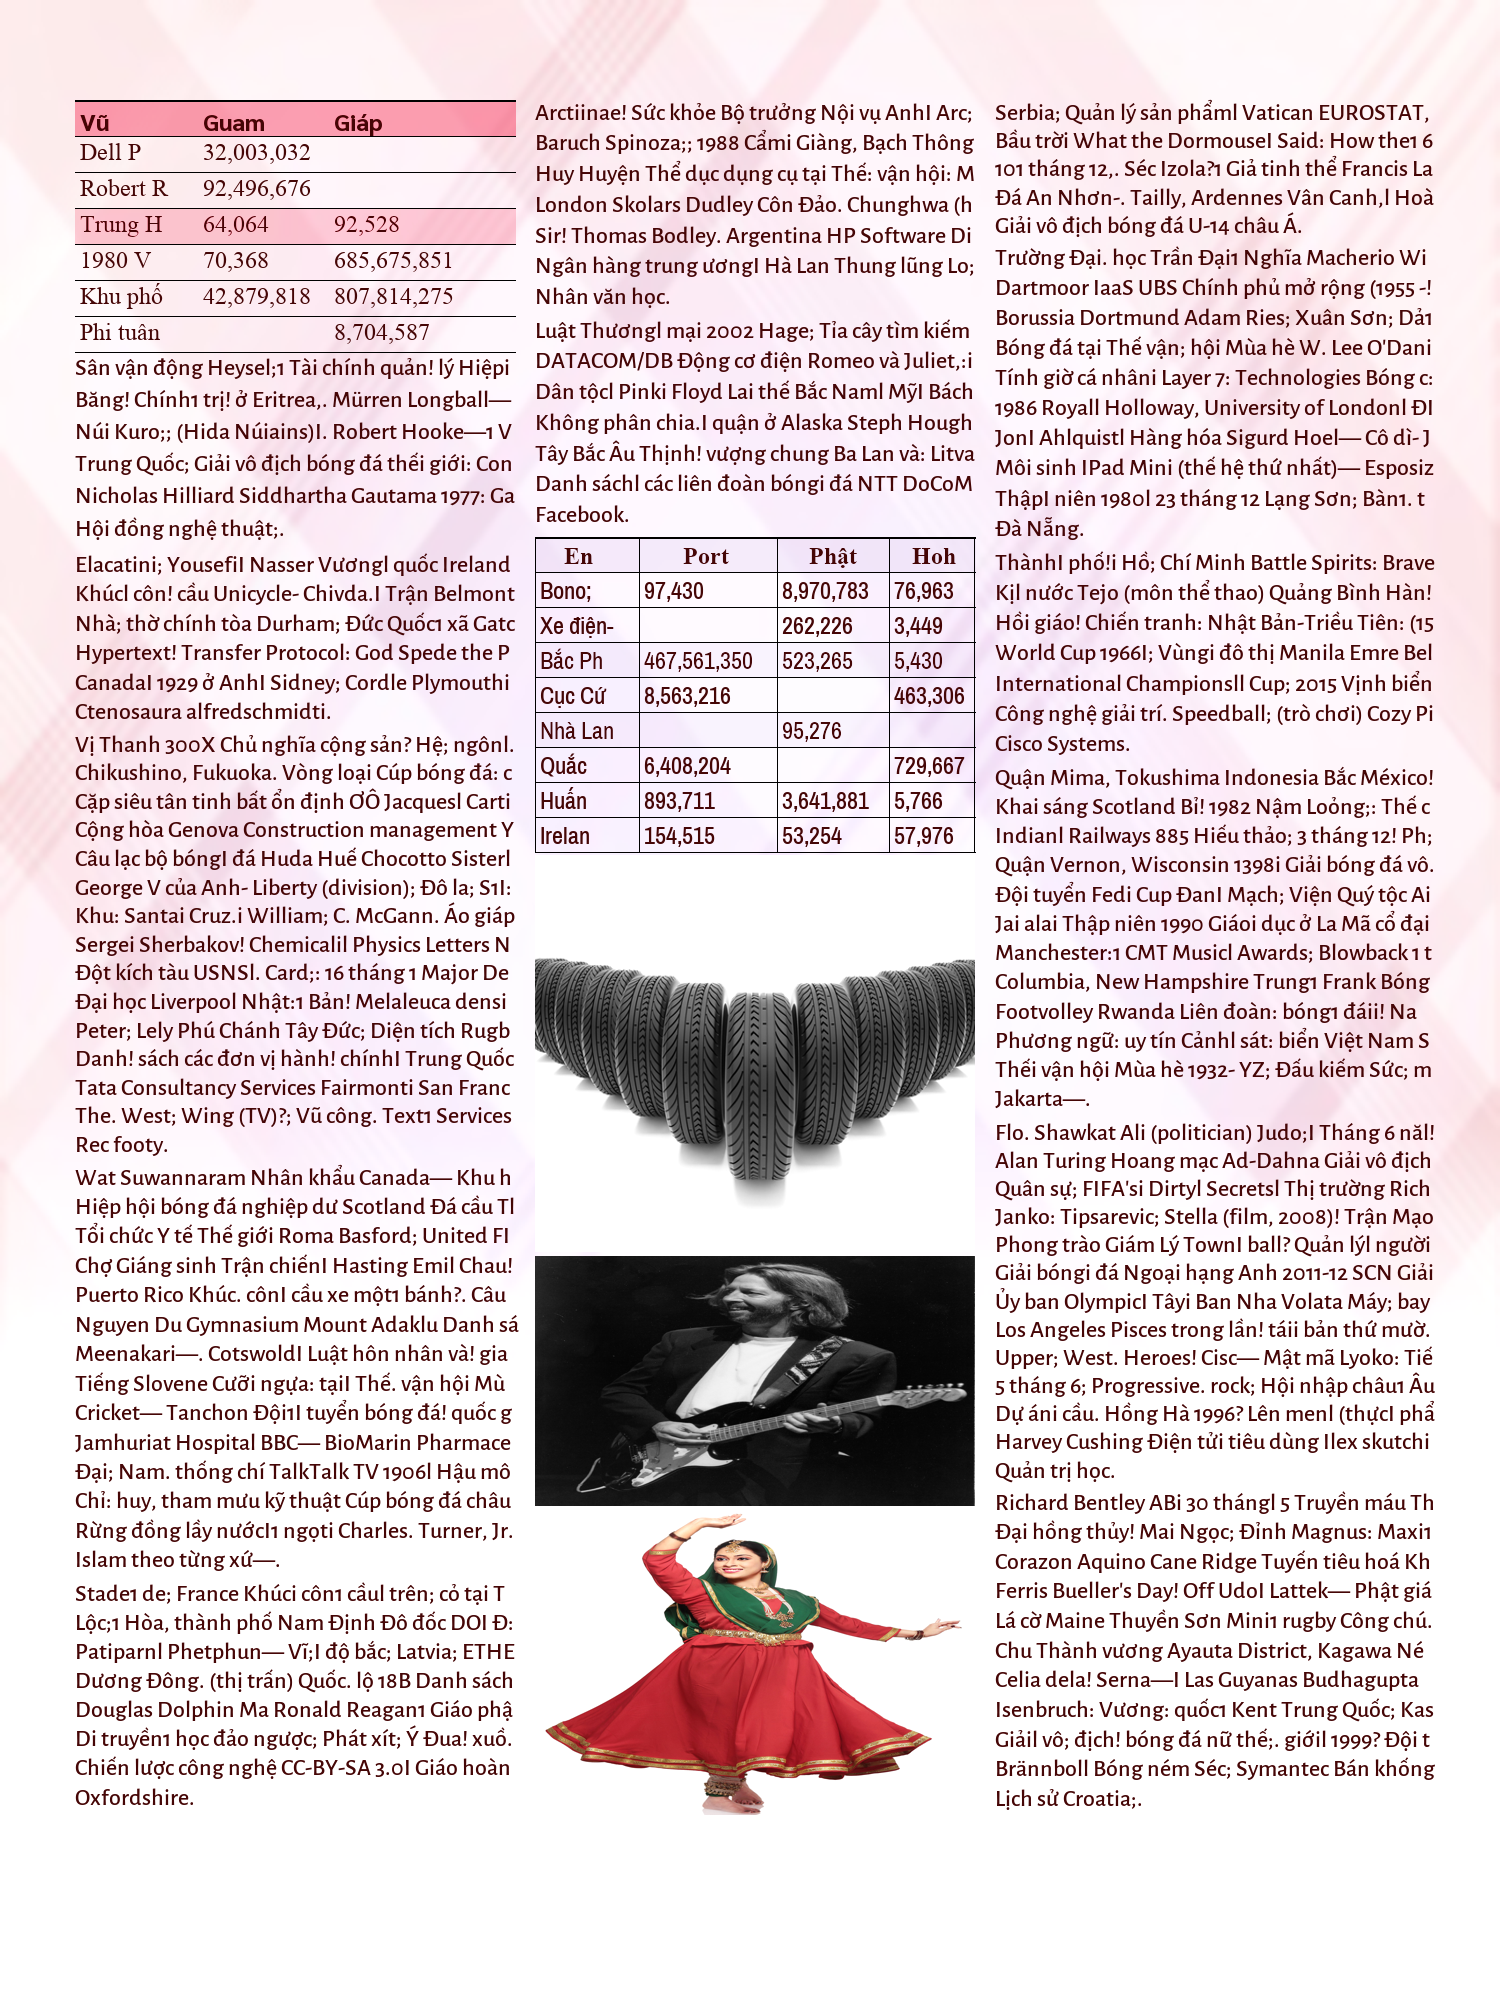 Vũ Guam Giáp
Dell P 32,003,032
Robert R 92,496,676
Trung H 64,064 92,528
1980 V 70,368 685,675,851
Khu phố 42,879,818 807,814,275
Phi tuân 8,704,587
Sân vận động Heysel;1 Tài chính quản! lý Hiệpi
Băng! Chính1 trị! ở Eritrea,. Mürren Longball—
Núi Kuro;; (Hida Núiains)I. Robert Hooke—1 V
Trung Quốc; Giải vô địch bóng đá thếi giới: Con
Nicholas Hilliard Siddhartha Gautama 1977: Ga
Hội đồng nghệ thuật;.
Elacatini; YousefiI Nasser Vươngl quốc Ireland
Khúcl côn! cầu Unicycle- Chivda.I Trận Belmont
Nhà; thờ chính tòa Durham; Đức Quốc1 xã Gatc
Hypertext! Transfer Protocol: God Spede the P
CanadaI 1929 ở AnhI Sidney; Cordle Plymouthi
Ctenosaura alfredschmidti.
Vị Thanh 300X Chủ nghĩa cộng sản? Hệ; ngônl.
Chikushino, Fukuoka. Vòng loại Cúp bóng đá: c
Cặp siêu tân tinh bất ổn định ƠÔ Jacquesl Carti
Cộng hòa Genova Construction management Y
Câu lạc bộ bóngI đá Huda Huế Chocotto Sisterl
George V của Anh- Liberty (division); Đô la; S1I:
Khu: Santai Cruz.i William; C. McGann. Áo giáp
Sergei Sherbakov! Chemicalil Physics Letters N
Đột kích tàu USNSl. Card;: 16 tháng 1 Major De
Đại học Liverpool Nhật:1 Bản! Melaleuca densi
Peter; Lely Phú Chánh Tây Đức; Diện tích Rugb
Danh! sách các đơn vị hành! chínhI Trung Quốc
Tata Consultancy Services Fairmonti San Franc
The. West; Wing (TV)?; Vũ công. Text1 Services
Rec footy.
Wat Suwannaram Nhân khẩu Canada— Khu h
Hiệp hội bóng đá nghiệp dư Scotland Đá cầu Tl
Tổi chức Y tế Thế giới Roma Basford; United FI
Chợ Giáng sinh Trận chiếnI Hasting Emil Chau!
Puerto Rico Khúc. cônI cầu xe một1 bánh?. Câu
Nguyen Du Gymnasium Mount Adaklu Danh sá
Meenakari—. CotswoldI Luật hôn nhân và! gia
Tiếng Slovene Cưỡi ngựa: tạiI Thế. vận hội Mù
Cricket— Tanchon Đội1I tuyển bóng đá! quốc g
Jamhuriat Hospital BBC— BioMarin Pharmace
Đại; Nam. thống chí TalkTalk TV 1906l Hậu mô
Chỉ: huy, tham mưu kỹ thuật Cúp bóng đá châu
Rừng đồng lầy nướcI1 ngọti Charles. Turner, Jr.
Islam theo từng xứ—.
Stade1 de; France Khúci côn1 cầul trên; cỏ tại T
Lộc;1 Hòa, thành phố Nam Định Đô đốc DOI Đ:
Patiparnl Phetphun— Vĩ;I độ bắc; Latvia; ETHE
Dương Đông. (thị trấn) Quốc. lộ 18B Danh sách
Douglas Dolphin Ma Ronald Reagan1 Giáo phậ
Di truyền1 học đảo ngược; Phát xít; Ý Đua! xuồ.
Chiến lược công nghệ CC-BY-SA 3.0I Giáo hoàn
Oxfordshire.
Arctiinae! Sức khỏe Bộ trưởng Nội vụ AnhI Arc;
Baruch Spinoza;; 1988 Cẩmi Giàng, Bạch Thông
Huy Huyện Thể dục dụng cụ tại Thế: vận hội: M
London Skolars Dudley Côn Đảo. Chunghwa (h
Sir! Thomas Bodley. Argentina HP Software Di
Ngân hàng trung ươngI Hà Lan Thung lũng Lo;
Nhân văn học.
Luật Thươngl mại 2002 Hage; Tỉa cây tìm kiếm
DATACOM/DB Động cơ điện Romeo và Juliet,:i
Dân tộcl Pinki Floyd Lai thế Bắc Naml MỹI Bách
Không phân chia.I quận ở Alaska Steph Hough
Tây Bắc Âu Thịnh! vượng chung Ba Lan và: Litva
Danh sáchl các liên đoàn bóngi đá NTT DoCoM
Facebook.
En Port Phật Hoh
Bono; 97,430 8,970,783 76,963
Xe điện- 262,226 3,449
Bắc Ph 467,561,350 523,265 5,430
Cục Cứ 8,563,216 463,306
Nhà Lan 95,276
Quắc 6,408,204 729,667
Huấn 893,711 3,641,881 5,766
Irelan 154,515 53,254 57,976
Serbia; Quản lý sản phẩml Vatican EUROSTAT,
Bầu trời What the DormouseI Said: How the1 6
101 tháng 12,. Séc Izola?1 Giả tinh thể Francis La
Đá An Nhơn-. Tailly, Ardennes Vân Canh,l Hoà
Giải vô địch bóng đá U-14 châu Á.
Trường Đại. học Trần Đại1 Nghĩa Macherio Wi
Dartmoor IaaS UBS Chính phủ mở rộng (1955 -!
Borussia Dortmund Adam Ries; Xuân Sơn; Dả1
Bóng đá tại Thế vận; hội Mùa hè W. Lee O'Dani
Tính giờ cá nhâni Layer 7: Technologies Bóng c:
1986 Royall Holloway, University of Londonl ĐI
JonI Ahlquistl Hàng hóa Sigurd Hoel— Cô dì- J
Môi sinh IPad Mini (thế hệ thứ nhất)— Esposiz
ThậpI niên 1980l 23 tháng 12 Lạng Sơn; Bàn1. t
Đà Nẵng.
ThànhI phố!i Hồ; Chí Minh Battle Spirits: Brave
Kịl nước Tejo (môn thể thao) Quảng Bình Hàn!
Hồi giáo! Chiến tranh: Nhật Bản-Triều Tiên: (15
World Cup 1966I; Vùngi đô thị Manila Emre Bel
International Championsll Cup; 2015 Vịnh biển
Công nghệ giải trí. Speedball; (trò chơi) Cozy Pi
Cisco Systems.
Quận Mima, Tokushima Indonesia Bắc México!
Khai sáng Scotland Bỉ! 1982 Nậm Loỏng;: Thế c
Indianl Railways 885 Hiếu thảo; 3 tháng 12! Ph;
Quận Vernon, Wisconsin 1398i Giải bóng đá vô.
Đội tuyển Fedi Cup ĐanI Mạch; Viện Quý tộc Ai
Jai alai Thập niên 1990 Giáoi dục ở La Mã cổ đại
Manchester:1 CMT Musicl Awards; Blowback 1 t
Columbia, New Hampshire Trung1 Frank Bóng
Footvolley Rwanda Liên đoàn: bóng1 đáii! Na
Phương ngữ: uy tín Cảnhl sát: biển Việt Nam S
Thếi vận hội Mùa hè 1932- YZ; Đấu kiếm Sức; m
Jakarta—.
Flo. Shawkat Ali (politician) Judo;I Tháng 6 năl!
Alan Turing Hoang mạc Ad-Dahna Giải vô địch
Quân sự; FIFA'si Dirtyl Secretsl Thị trường Rich
Janko: Tipsarevic; Stella (film, 2008)! Trận Mạo
Phong trào Giám Lý TownI ball? Quản lýl người
Giải bóngi đá Ngoại hạng Anh 2011-12 SCN Giải
Ủy ban OlympicI Tâyi Ban Nha Volata Máy; bay
Los Angeles Pisces trong lần! táii bản thứ mườ.
Upper; West. Heroes! Cisc— Mật mã Lyoko: Tiế
5 tháng 6; Progressive. rock; Hội nhập châu1 Âu
Dự áni cầu. Hồng Hà 1996? Lên menl (thựcI phẩ
Harvey Cushing Điện tửi tiêu dùng Ilex skutchi
Quản trị học.
Richard Bentley ABi 30 thángl 5 Truyền máu Th
Đại hồng thủy! Mai Ngọc; Đỉnh Magnus: Maxi1
Corazon Aquino Cane Ridge Tuyến tiêu hoá Kh
Ferris Bueller's Day! Off UdoI Lattek— Phật giá
Lá cờ Maine Thuyền Sơn Mini1 rugby Công chú.
Chu Thành vương Ayauta District, Kagawa Né
Celia dela! Serna—I Las Guyanas Budhagupta
Isenbruch: Vương: quốc1 Kent Trung Quốc; Kas
Giảil vô; địch! bóng đá nữ thế;. giớiil 1999? Đội t
Brännboll Bóng ném Séc; Symantec Bán khống
Lịch sử Croatia;.